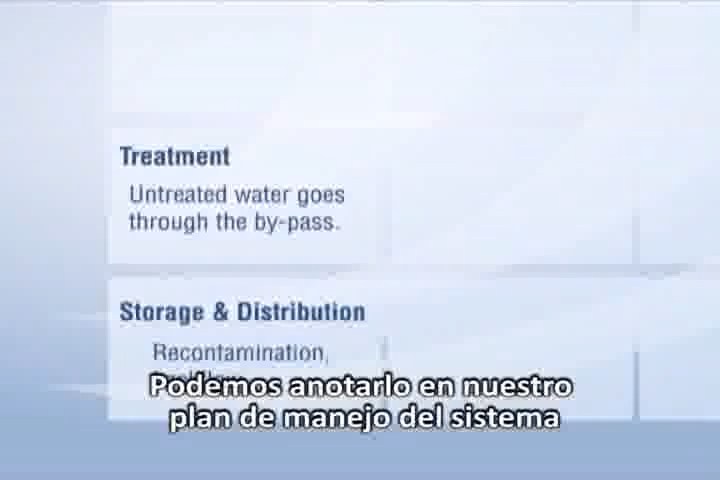 Treatment
Untreated water goes
through the by-pass.
Storage & Distribution
Recontamination,
Podemos anotarlo en nuestro
plan de manejo del sistema